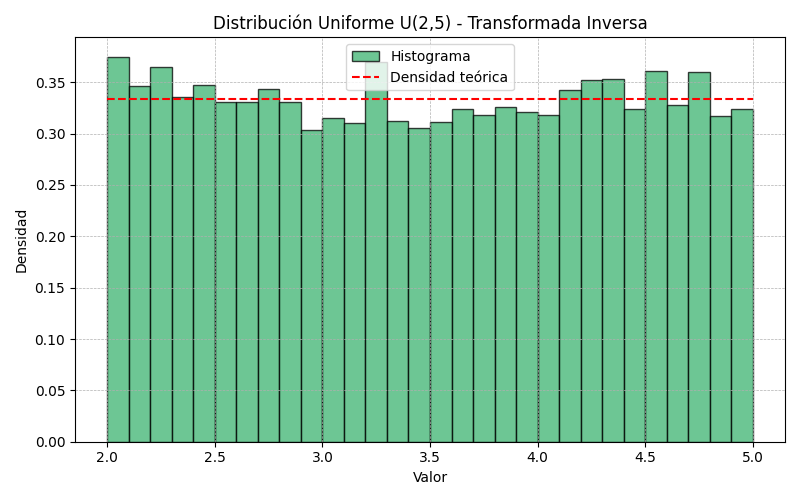 Distribución Uniforme U(2,5) - Transformada Inversa
Histograma
Densidad teórica
Densidad
0.35
0.30
0.25
0.20
0.15
0.10
0.05
0.00
2.0 2.5 3.0 3.5 4.0 4.5 5.0
Valor